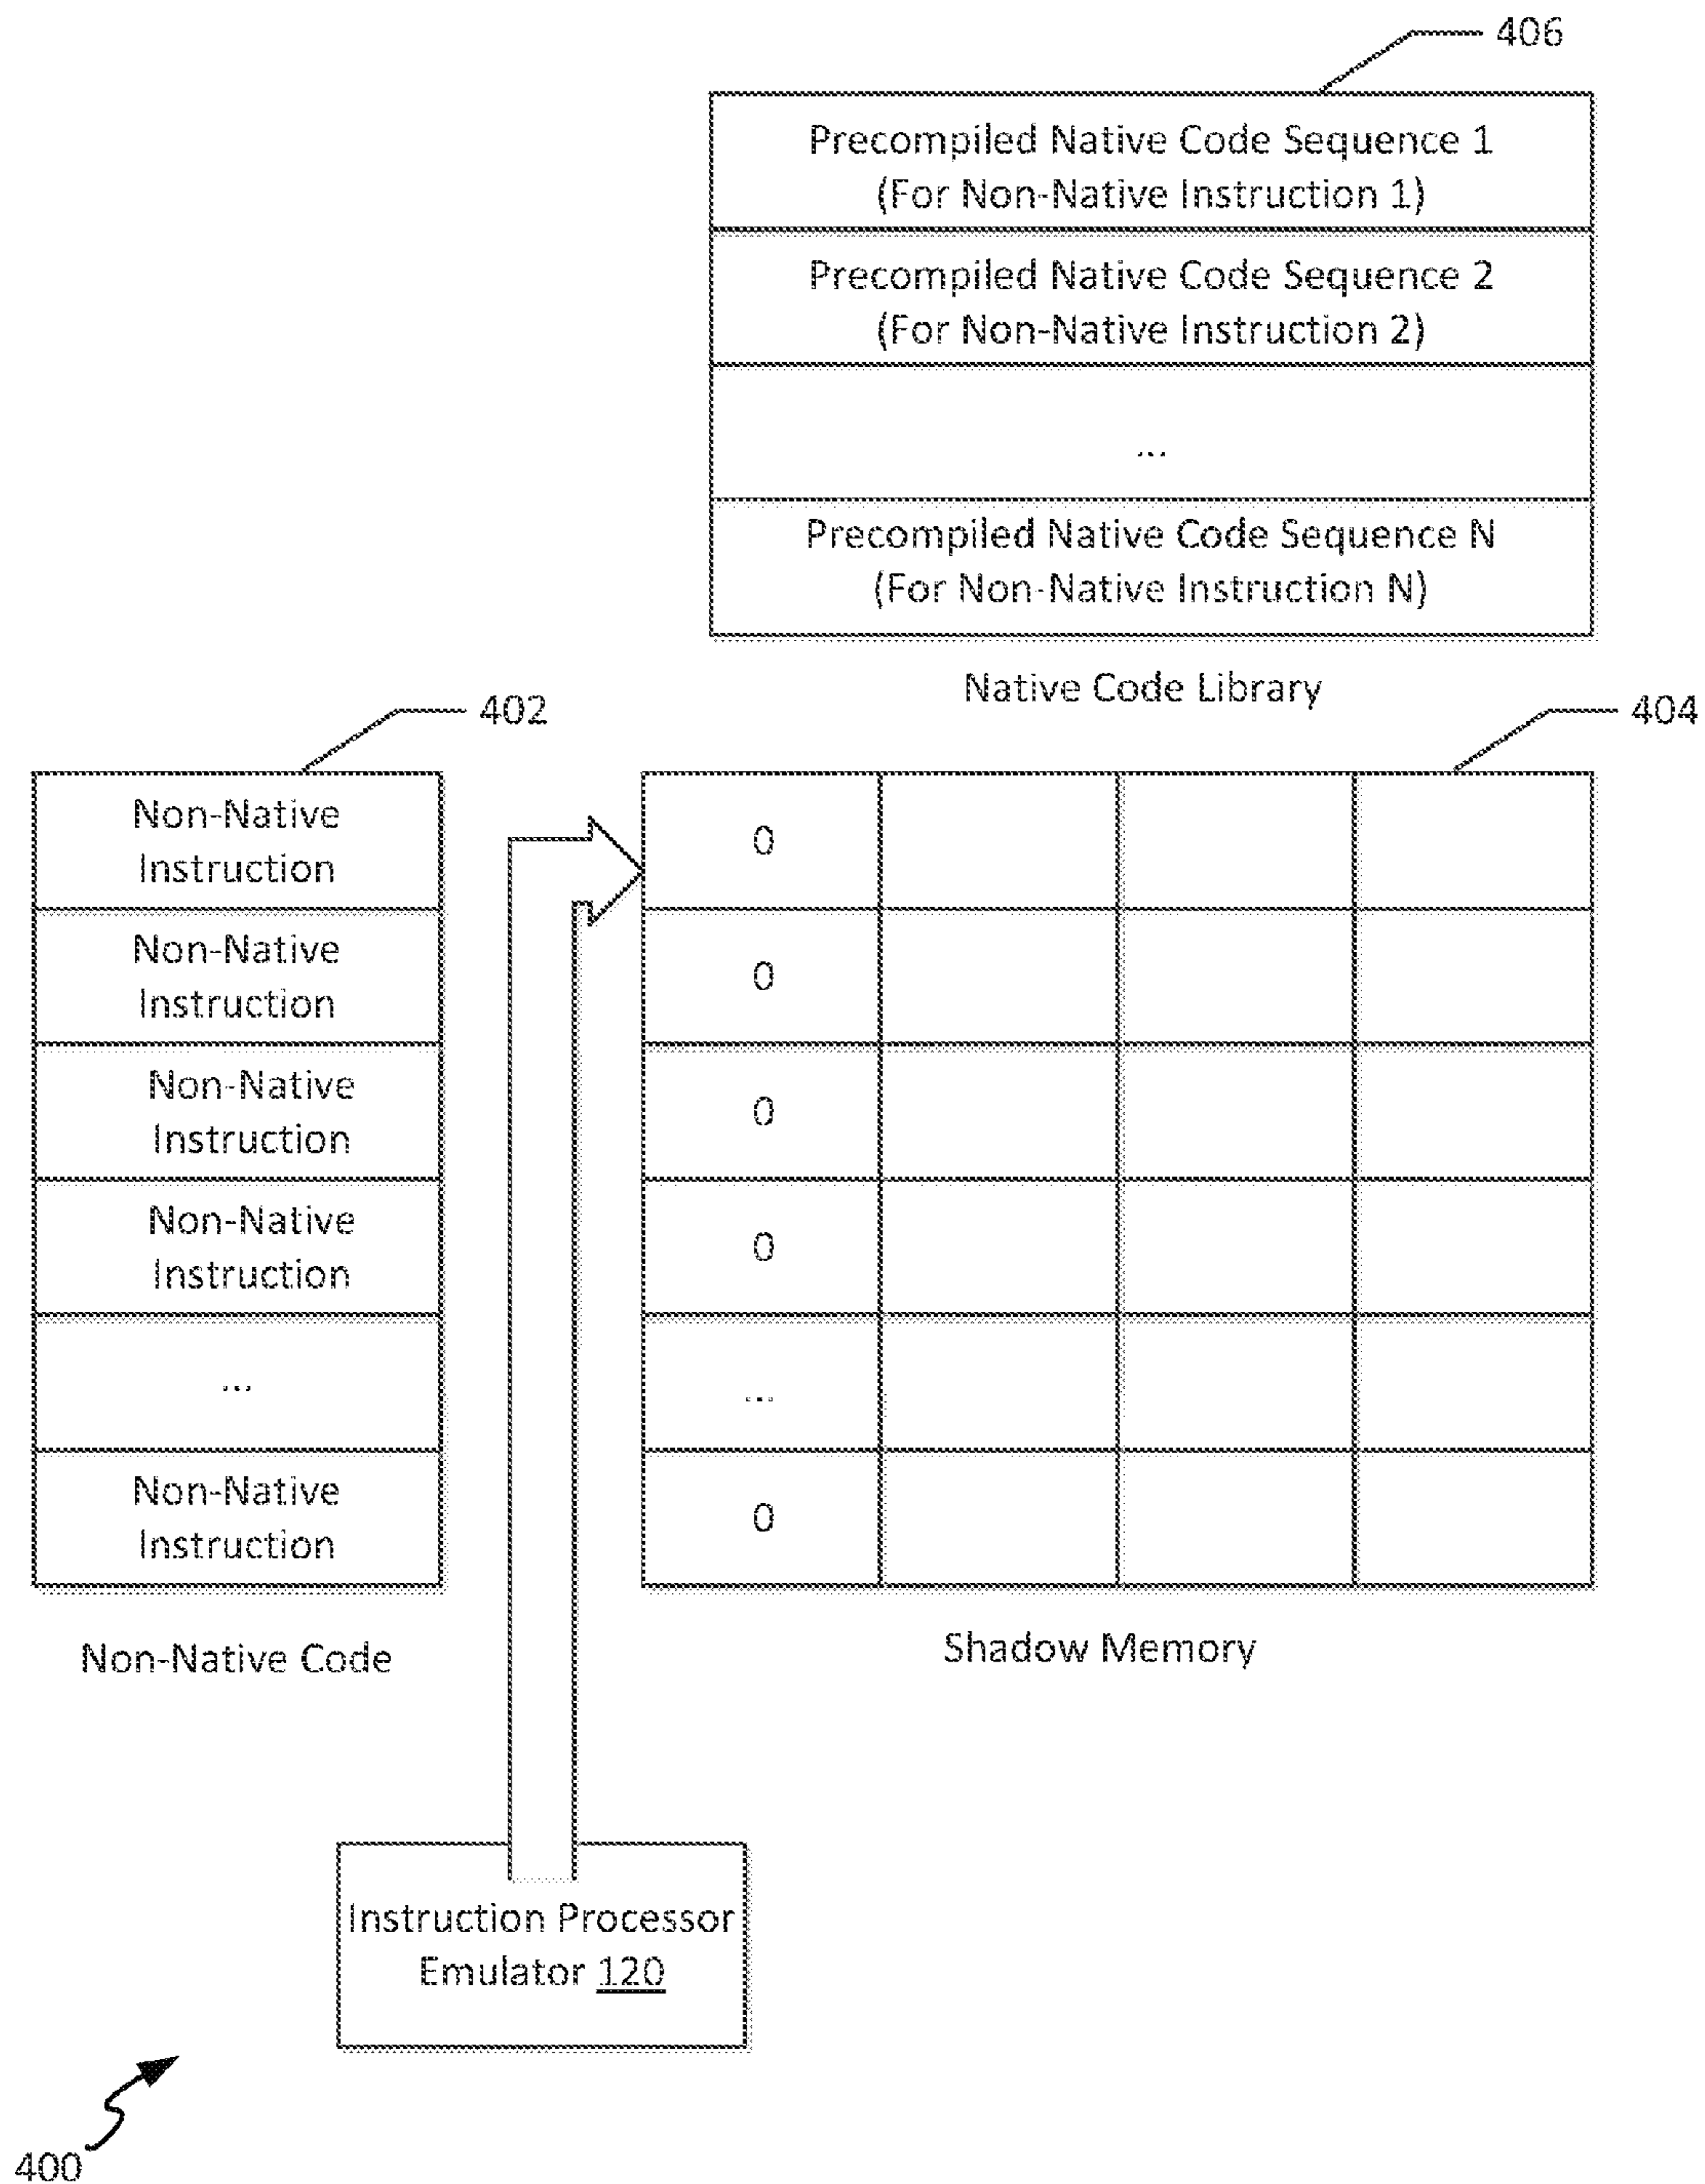 406
Precompiled Native Code Sequence 1
(For Non-Native Instruction 1)
Precompiled Native Code Sequence 2
(For Non-Native Instruction 2)
...
Precompiled Native Code Sequence N
(For Non-Native Instruction N)
Native Code Library
402
404
Non-Native
Instruction
Non-Native
Instruction
Non-Native
Instruction
Non-Native
Instruction
...
Non-Native
Instruction
Non-Native Code
0
0
0
0
...
0
Shadow Memory
Instruction Processor
Emulator 120
400